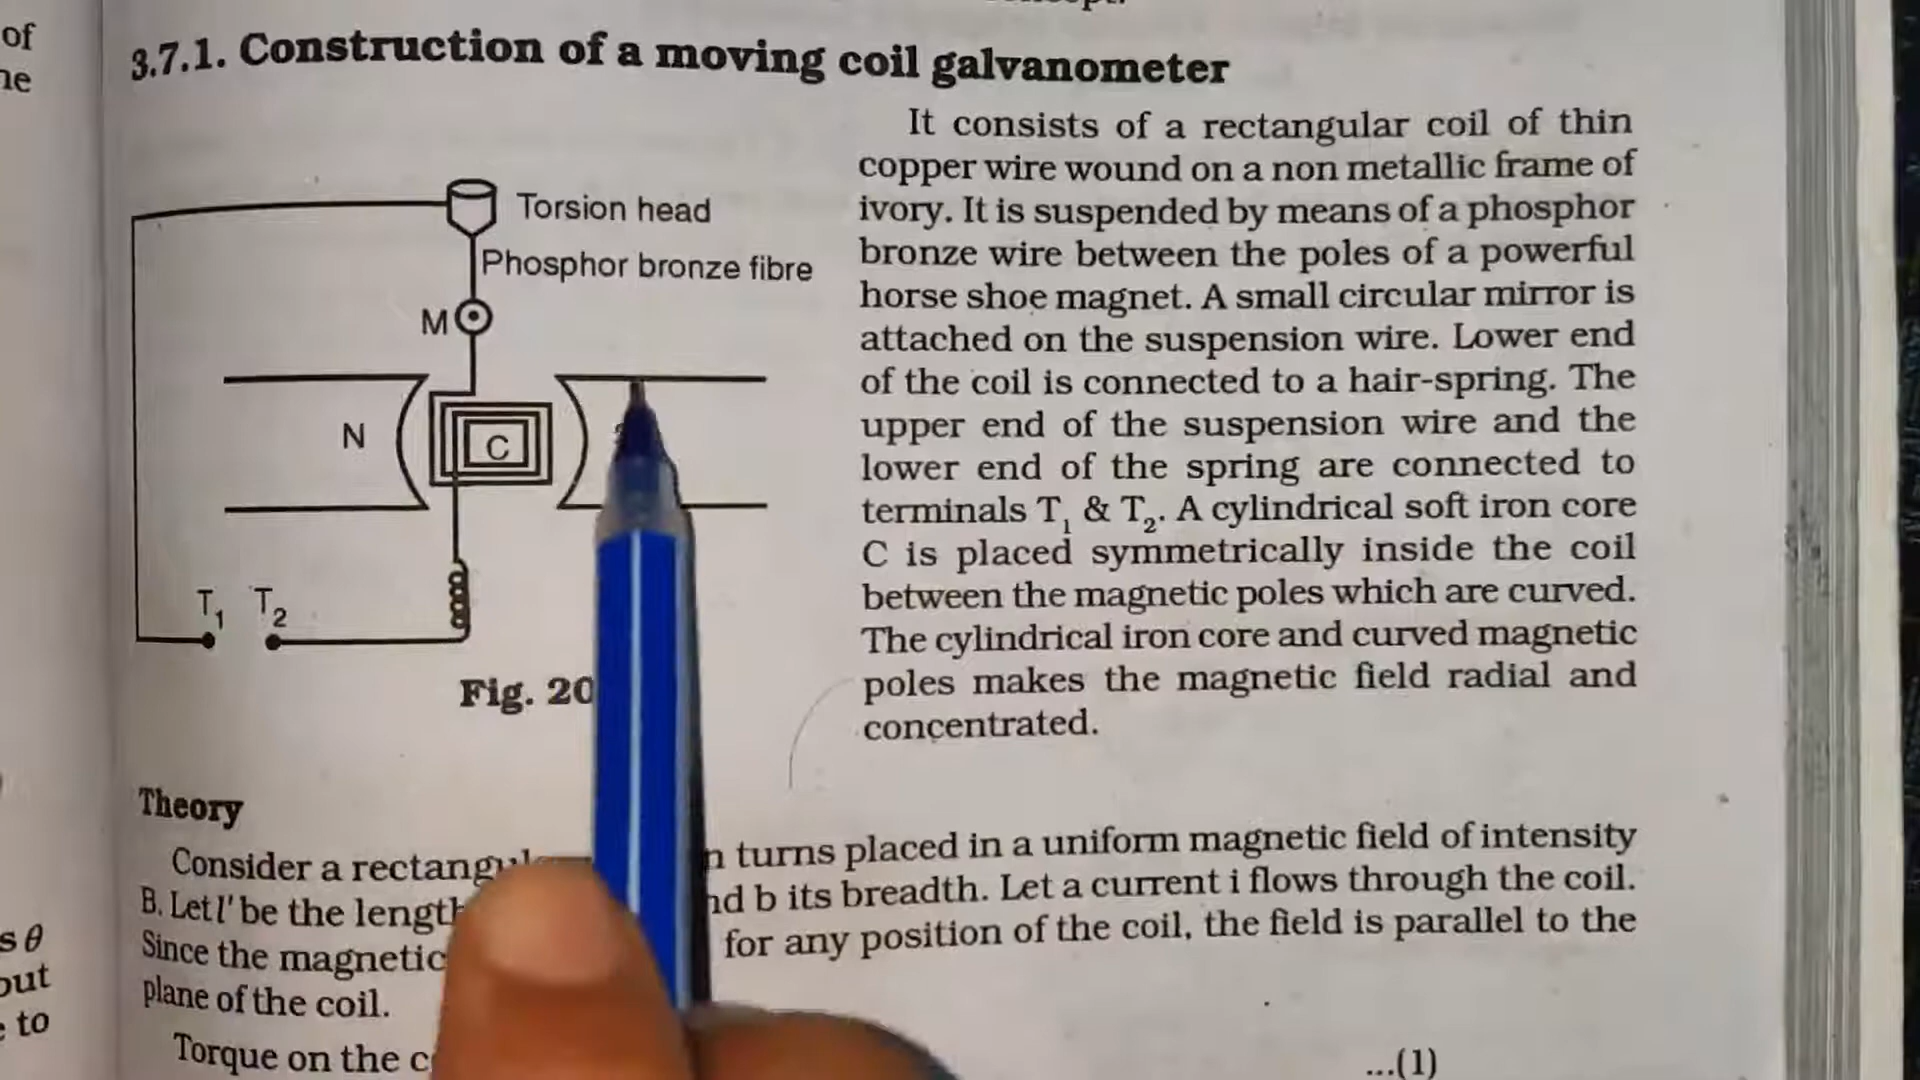 of
ne
3.7.1. Construction of a moving coil galvanometer
Torsion head
Phosphor bronze fibre
M
N
C
T1 T2
Fig. 20
It consists of a rectangular coil of thin
copper wire wound on a non metallic frame of
ivory. It is suspended by means of a phosphor
bronze wire between the poles of a powerful
horse shoe magnet. A small circular mirror is
attached on the suspension wire. Lower end
of the coil is connected to a hair-spring. The
upper end of the suspension wire and the
lower end of the spring are connected to
terminals T1 & T2. A cylindrical soft iron core
C is placed symmetrically inside the coil
between the magnetic poles which are curved.
The cylindrical iron core and curved magnetic
poles makes the magnetic field radial and
concentrated.
Theory
Consider a n turns placed in a uniform magnetic field of intensity
B. Let l' be the b its breadth. Let a current i flows through the coil.
Since the magnetic for any position of the coil, the field is parallel to the
plane of the coil.
Torque on the
...(1)
s θ
out
to